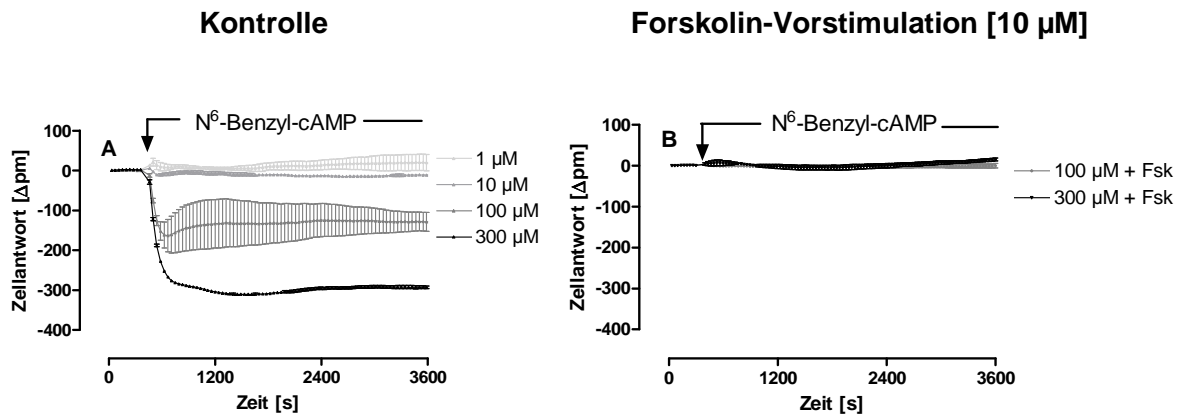 Kontrolle
Forskolin-Vorstimulation [10 µM]
A
N6-Benzyl-cAMP
100
0
-100
-200
-300
-400
Zellantwort [Δpm]
1 µM
10 µM
100 µM
300 µM
0 1200 2400 3600
Zeit [s]
B
N6-Benzyl-cAMP
100
0
-100
-200
-300
-400
Zellantwort [Δpm]
100 µM + Fsk
300 µM + Fsk
0 1200 2400 3600
Zeit [s]